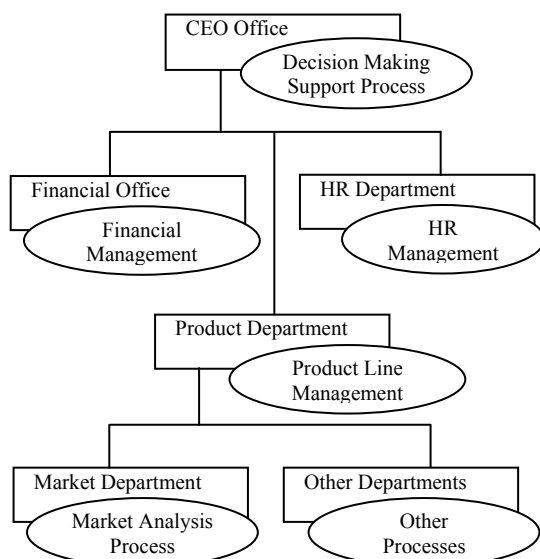 CEO Office
Decision Making
Support Process
Financial Office
Financial
Management
HR Department
HR
Management
Product Department
Product Line
Management
Market Department
Market Analysis
Process
Other Departments
Other
Processes